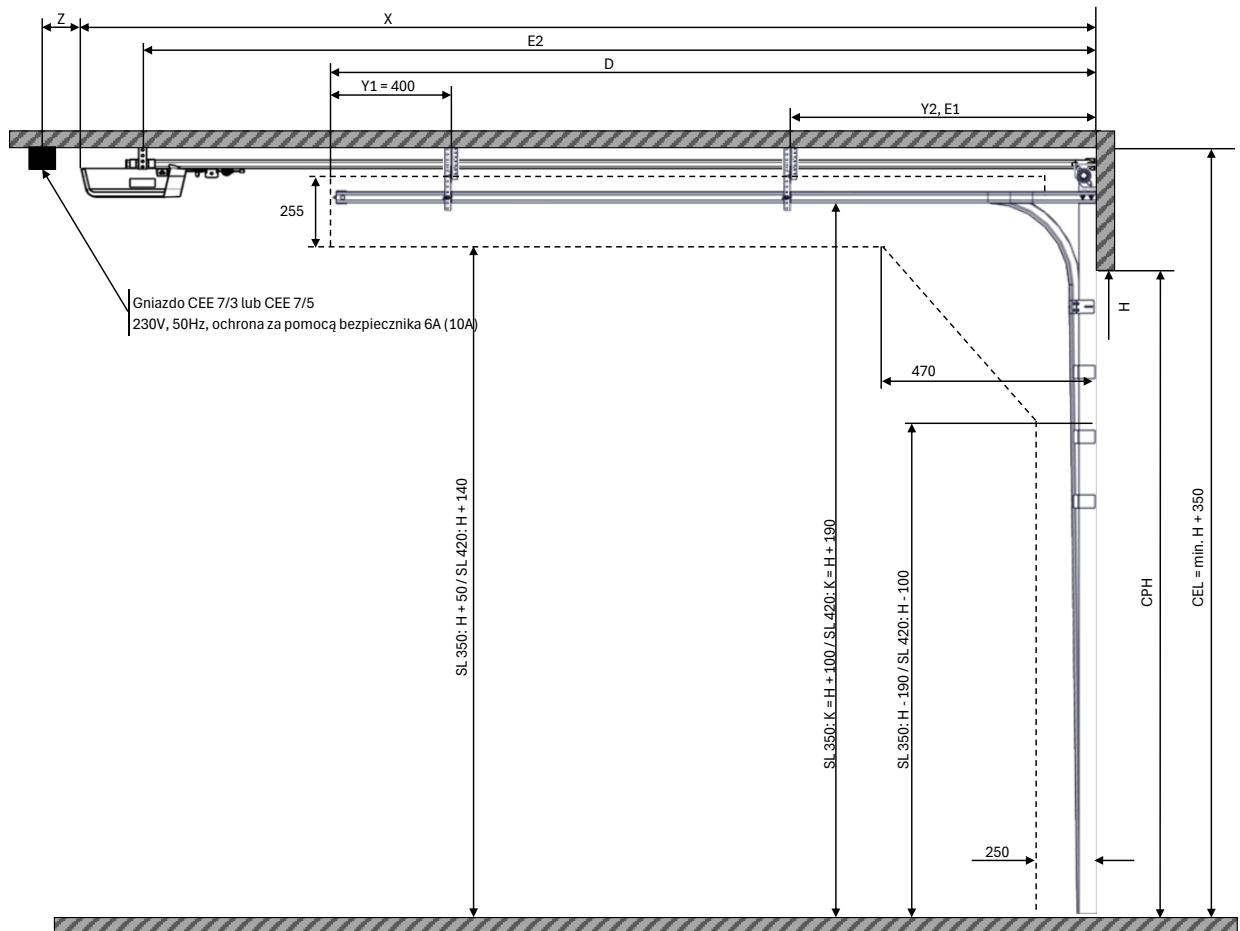 Z
X
E2
D
Y1 = 400
Y2, E1
255
Gniazdo CEE 7/3 lub CEE 7/5
230V, 50Hz, ochrona za pomocą bezpiecznika 6A (10A)
H
470
SL 350: H + 50 / SL 420: H + 140
SL 350: K = H + 100 / SL 420: K = H + 190
SL 350: H - 190 / SL 420: H - 100
CPH
CEL = min. H + 350
250